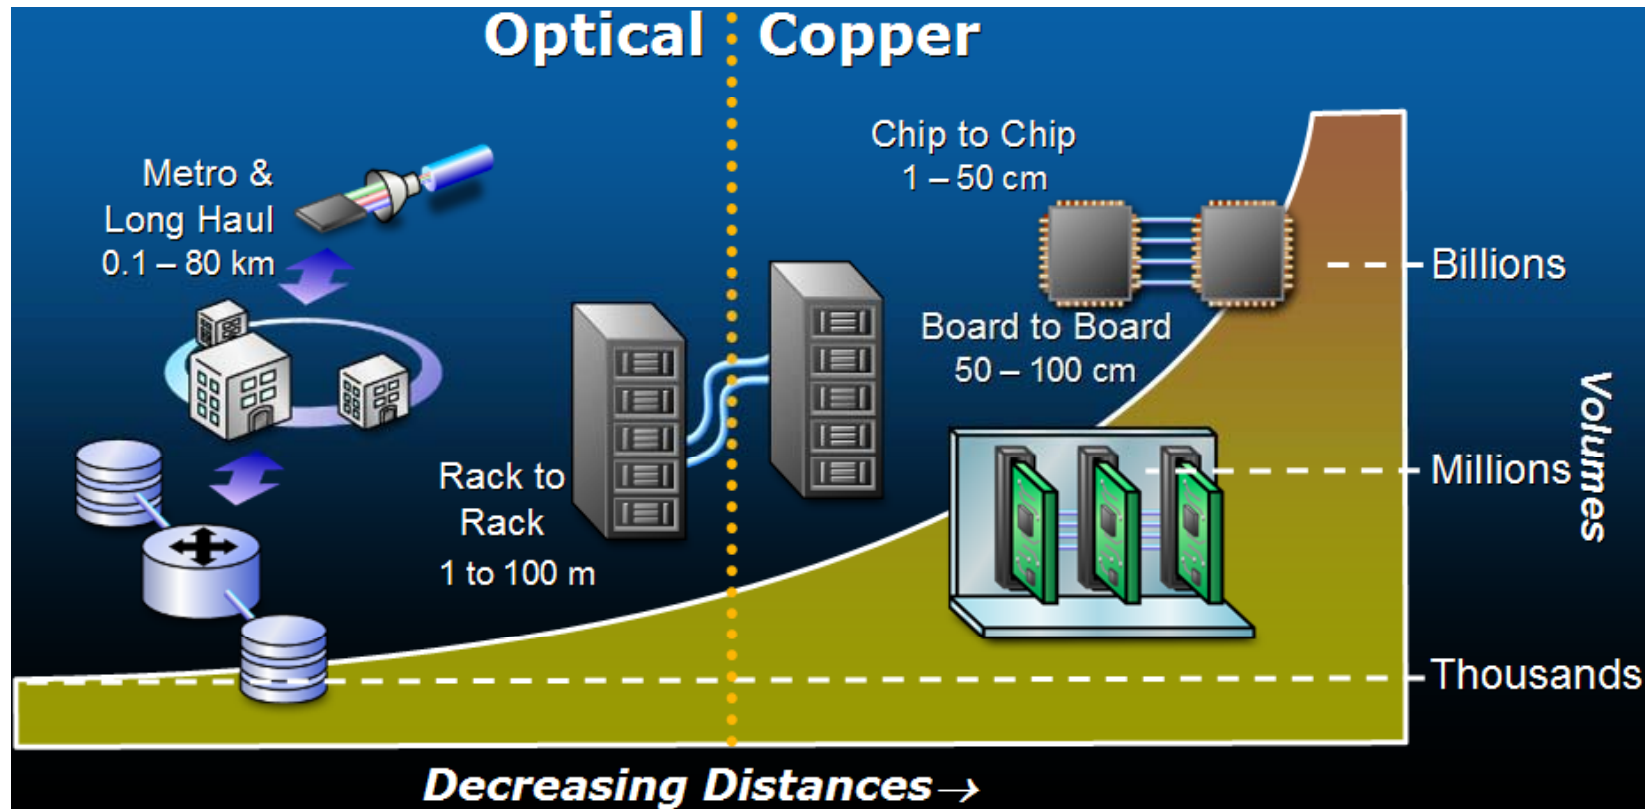 Optical
Copper
Metro &
Long Haul
0.1 – 80 km
Rack to
Rack
1 to 100 m
Chip to Chip
1 – 50 cm
Board to Board
50 – 100 cm
Billions
Millions
Thousands
Volumes
Decreasing Distances→